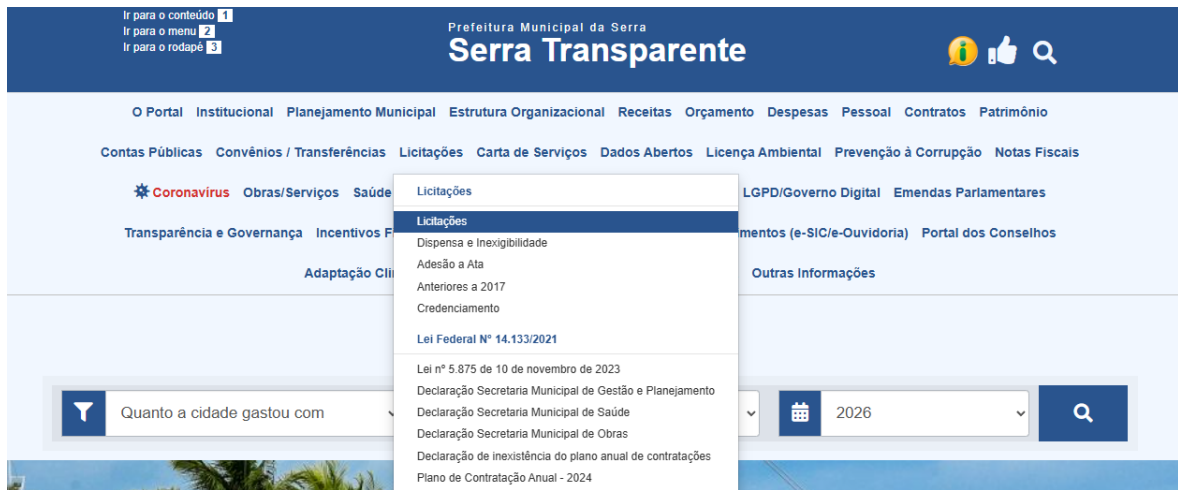 Ir para o conteúdo 1
Ir para o menu 2
Ir para o rodapé 3
Prefeitura Municipal da Serra
Serra Transparente
O Portal Institucional Planejamento Municipal Estrutura Organizacional Receitas Orçamento Despesas Pessoal Contratos Patrimônio
Contas Públicas Convênios / Transferências Licitações Carta de Serviços Dados Abertos Licença Ambiental Prevenção à Corrupção Notas Fiscais
Coronavírus Obras/Serviços Saúde LGPD/Governo Digital Emendas Parlamentares
Transparência e Governança Incentivos (e-SIC/e-Ouvidoria) Portal dos Conselhos
Adaptação Outras Informações
Licitações
Licitações
Dispensa e Inexigibilidade
Adesão a Ata
Anteriores a 2017
Credenciamento
Lei Federal Nº 14.133/2021
Lei nº 5.875 de 10 de novembro de 2023
Declaração Secretaria Municipal de Gestão e Planejamento
Declaração Secretaria Municipal de Saúde
Declaração Secretaria Municipal de Obras
Declaração de inexistência do plano anual de contratações
Plano de Contratação Anual - 2024
Quanto a cidade gastou com
2026